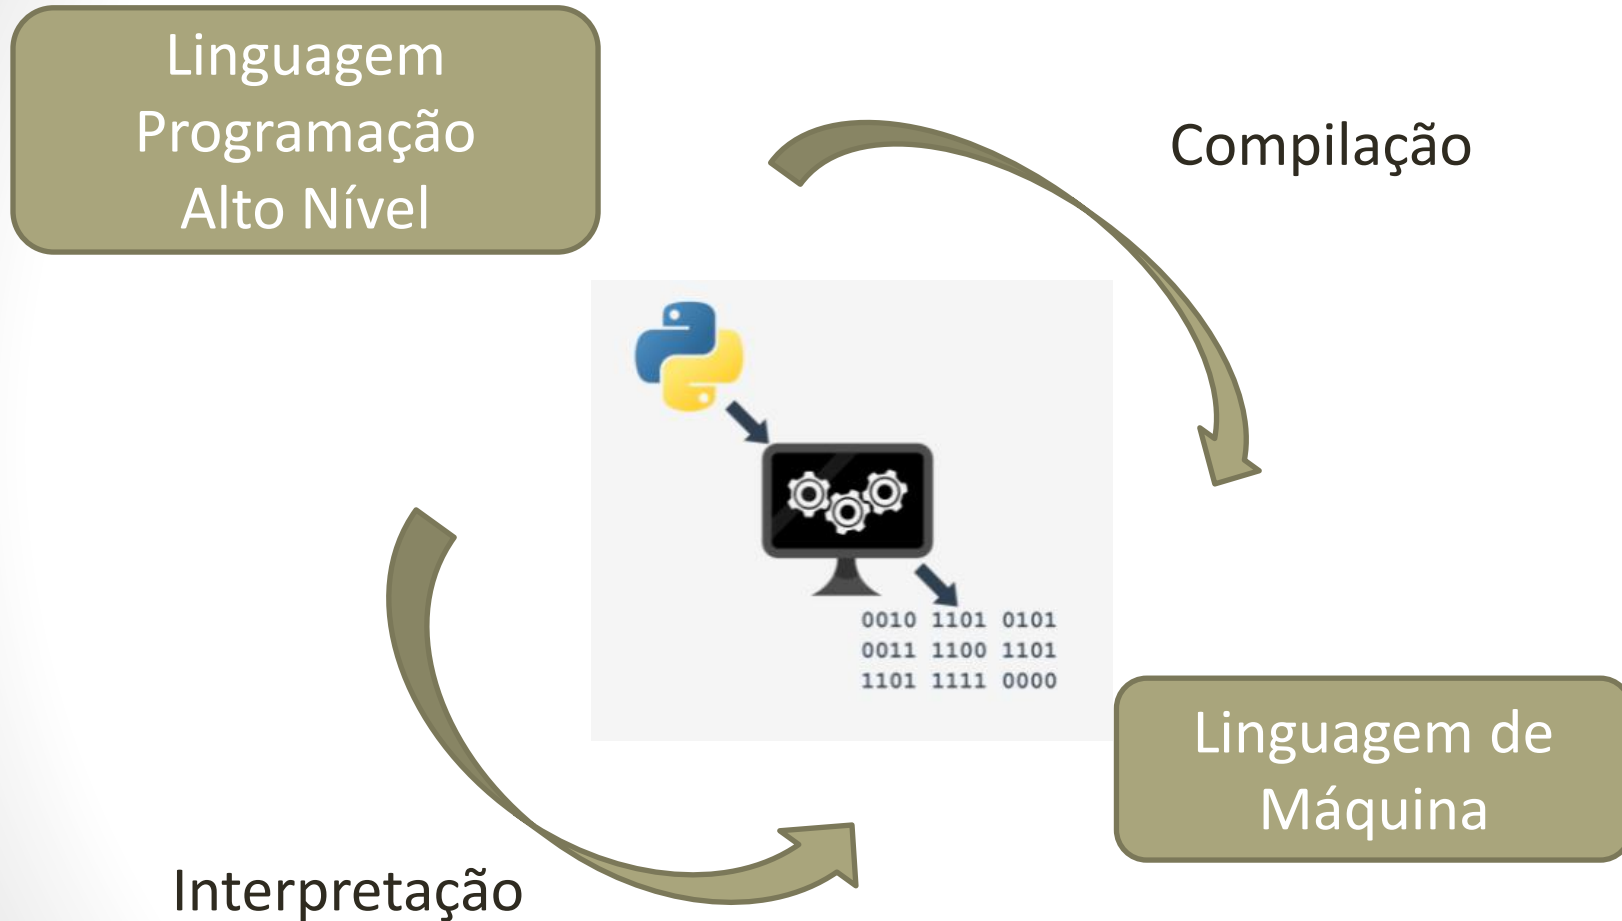 Linguagem
Programação
Alto Nível
Compilação
0010 1101 0101
0011 1100 1101
1101 1111 0000
Linguagem de
Máquina
Interpretação